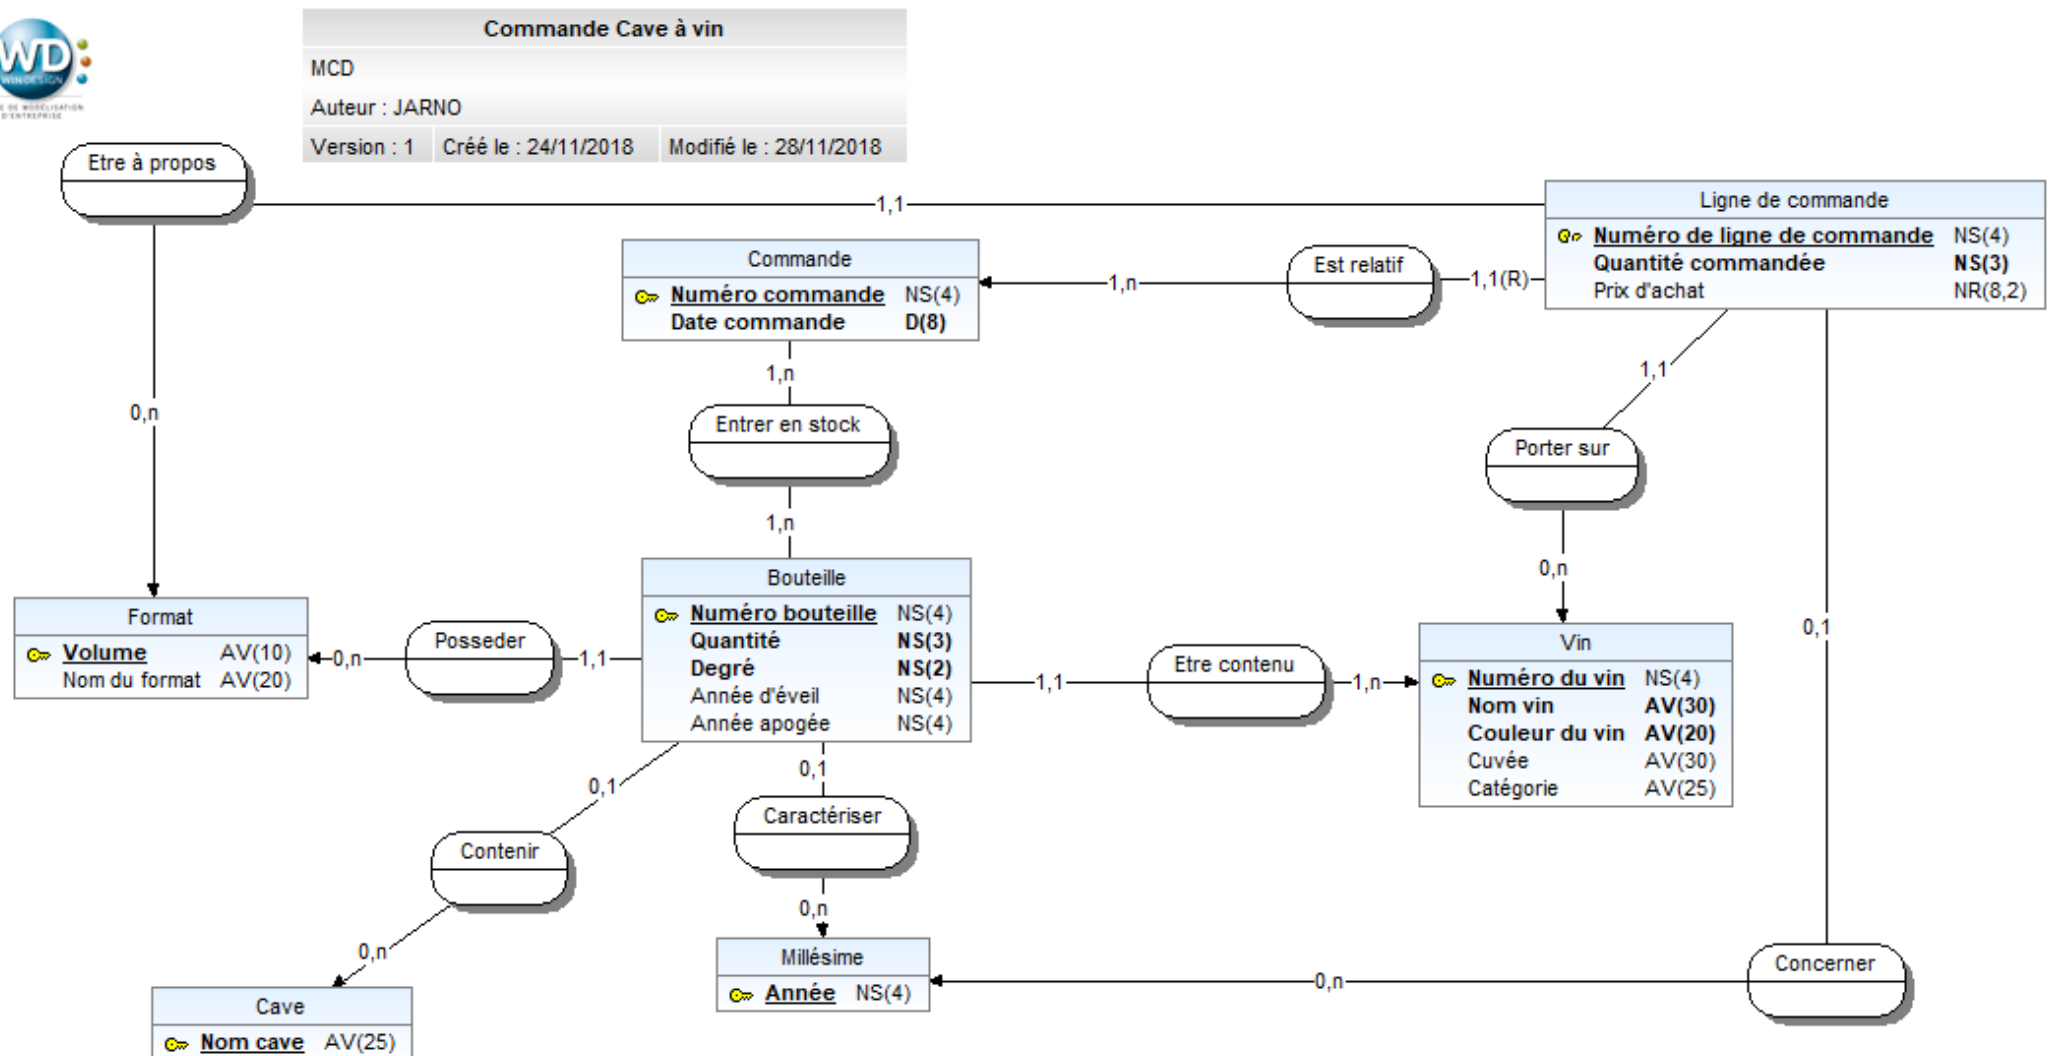 Commande Cave à vin
MCD
Auteur : JARNO
Version : 1 Créé le : 24/11/2018 Modifié le : 28/11/2018
WD
WINDESIGN
DE MODÉLISATION
D'ENTREPRISE
Etre à propos
1,1
0,n
Ligne de commande
Numéro de ligne de commande NS(4)
Quantité commandée NS(3)
Prix d'achat NR(8,2)
Commande
Numéro commande NS(4)
Date commande D(8)
1,n
Est relatif
1,1(R)
1,n
Entrer en stock
1,n
1,1
Porter sur
0,n
0,1
Format
Volume AV(10)
Nom du format AV(20)
0,n
Posseder
1,1
Bouteille
Numéro bouteille NS(4)
Quantité NS(3)
Degré NS(2)
Année d'éveil NS(4)
Année apogée NS(4)
1,1
Etre contenu
1,n
Vin
Numéro du vin NS(4)
Nom vin AV(30)
Couleur du vin AV(20)
Cuvée AV(30)
Catégorie AV(25)
0,1
Contenir
0,n
0,1
Caractériser
0,n
Millésime
Année NS(4)
0,n
Concerner
Cave
Nom cave AV(25)